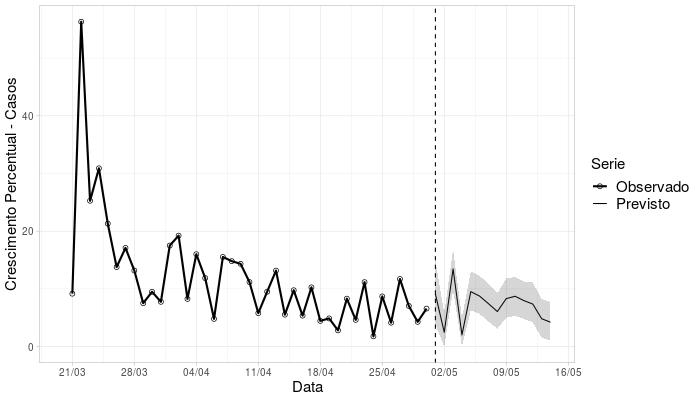 Crescimento Percentual - Casos
40
20
0
21/03 28/03 04/04 11/04 18/04 25/04 02/05 09/05 16/05
Data
Serie
Observado
Previsto